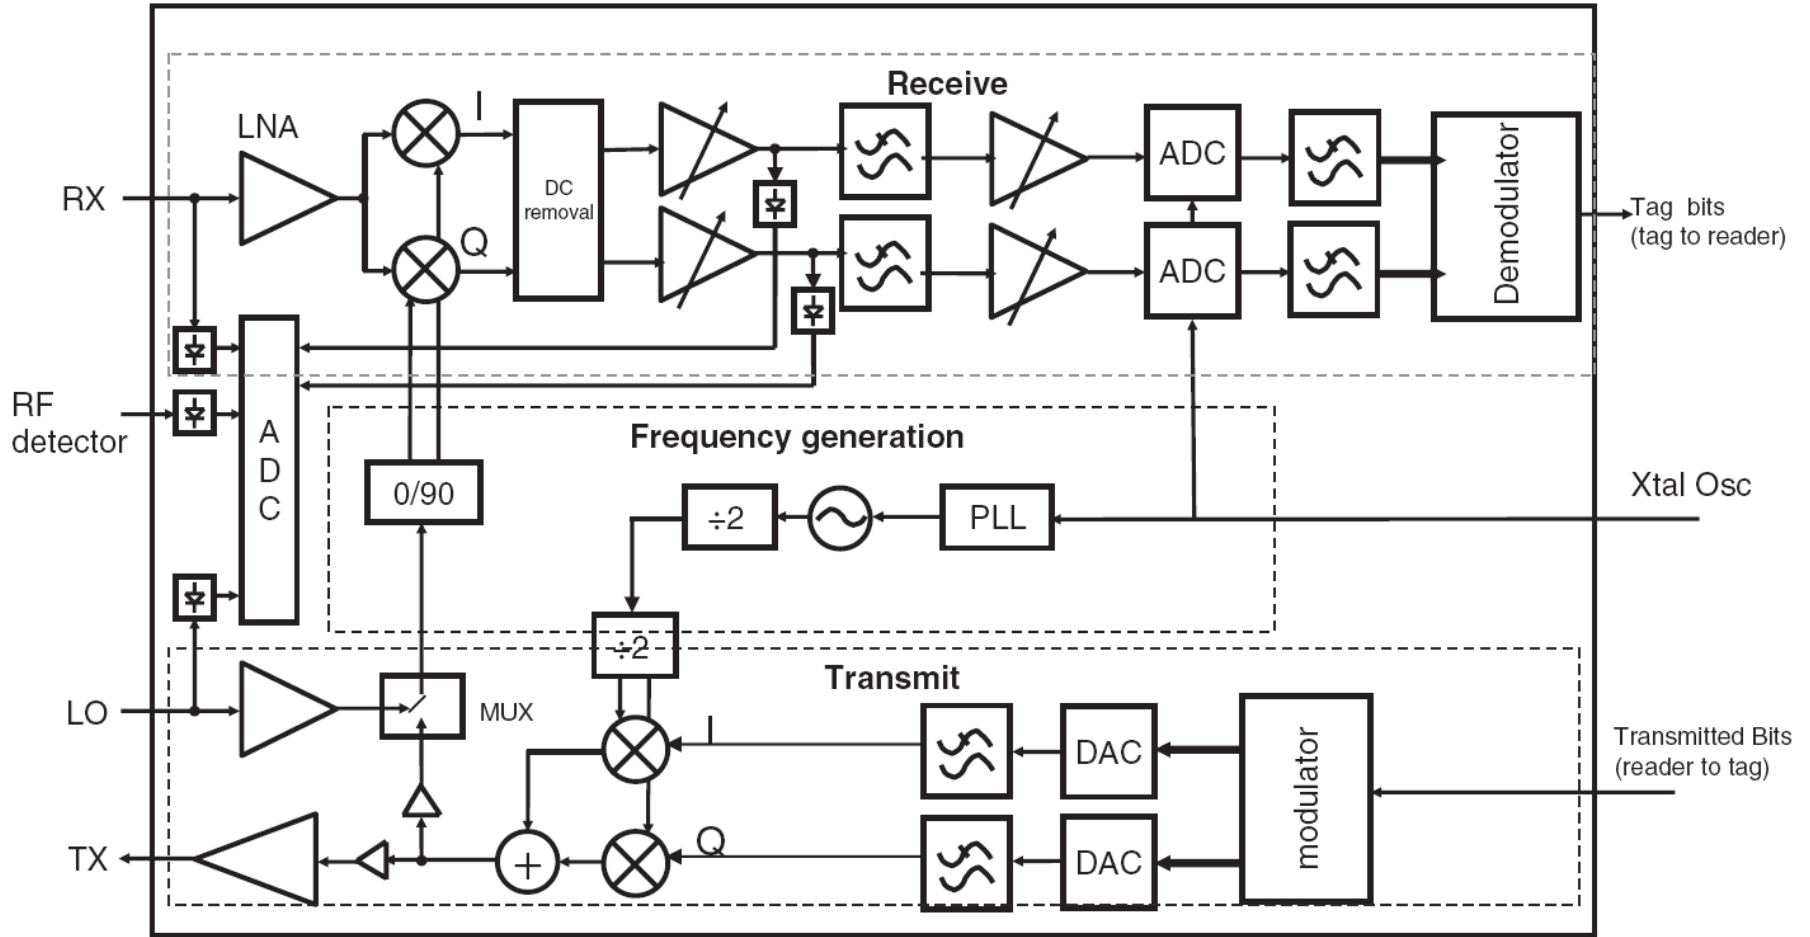 Receive
LNA
I
RX
DC
removal
ADC
Demodulator
Tag bits
(tag to reader)
Q
ADC
RF
detector
A
D
C
Frequency generation
0/90
÷2
PLL
Xtal Osc
÷2
Transmit
LO
MUX
I
DAC
modulator
Transmitted Bits
(reader to tag)
TX
+
Q
DAC